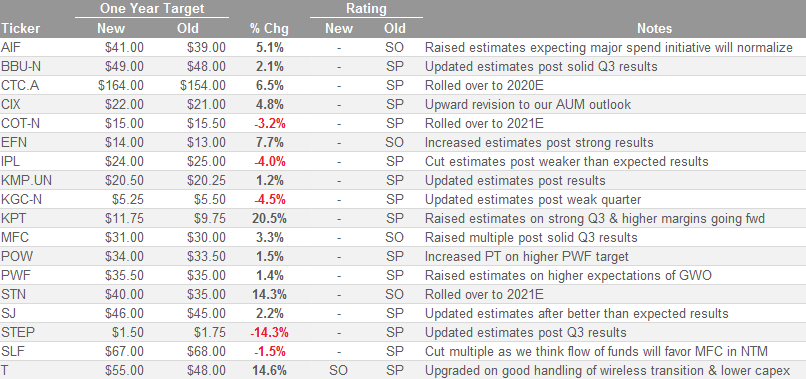 One Year Target Rating
Ticker New Old % Chg New Old Notes
AIF $41.00 $39.00 5.1% - SO Raised estimates expecting major spend initiative will normalize
BBU-N $49.00 $48.00 2.1% - SP Updated estimates post solid Q3 results
CTC.A $164.00 $154.00 6.5% - SP Rolled over to 2020E
CIX $22.00 $21.00 4.8% - SP Upward revision to our AUM outlook
COT-N $15.00 $15.50 -3.2% - SP Rolled over to 2021E
EFN $14.00 $13.00 7.7% - SO Increased estimates post strong results
IPL $24.00 $25.00 -4.0% - SP Cut estimates post weaker than expected results
KMP.UN $20.50 $20.25 1.2% - SP Updated estimates post results
KGC-N $5.25 $5.50 -4.5% - SP Updated estimates post weak quarter
KPT $11.75 $9.75 20.5% - SP Raised estimates on strong Q3 & higher margins going fwd
MFC $31.00 $30.00 3.3% - SO Raised multiple post solid Q3 results
POW $34.00 $33.50 1.5% - SP Increased PT on higher PWF target
PWF $35.50 $35.00 1.4% - SP Raised estimates on higher expectations of GWO
STN $40.00 $35.00 14.3% - SO Rolled over to 2021E
SJ $46.00 $45.00 2.2% - SP Updated estimates after better than expected results
STEP $1.50 $1.75 -14.3% - SP Updated estimates post Q3 results
SLF $67.00 $68.00 -1.5% - SP Cut multiple as we think flow of funds will favor MFC in NTM
T $55.00 $48.00 14.6% SO SP Upgraded on good handling of wireless transition & lower capex